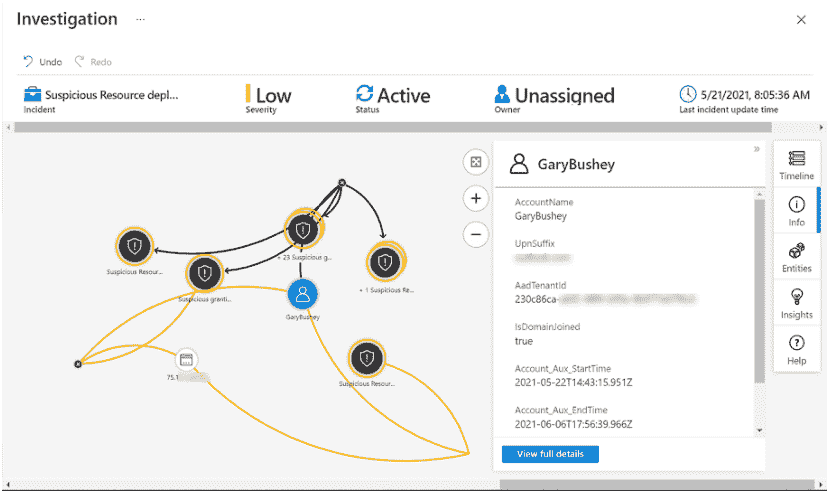 Investigation ...
Undo Redo
Suspicious Resource depl...
Incident
Low
Severity
Active
Status
Unassigned
Owner
5/21/2021, 8:05:36 AM
Last incident update time
+ 23 Suspicious g...
Suspicious Resour...
Suspicious granti...
+ 1 Suspicious Re...
GaryBushey
Suspicious Resour...
75.1
GaryBushey
AccountName
GaryBushey
UpnSuffix
AadTenantId
230c86ca-
IsDomainJoined
true
Account_Aux_StartTime
2021-05-22T14:43:15.951Z
Account_Aux_EndTime
2021-06-06T17:56:39.966Z
View full details
Timeline
Info
Entities
Insights
Help